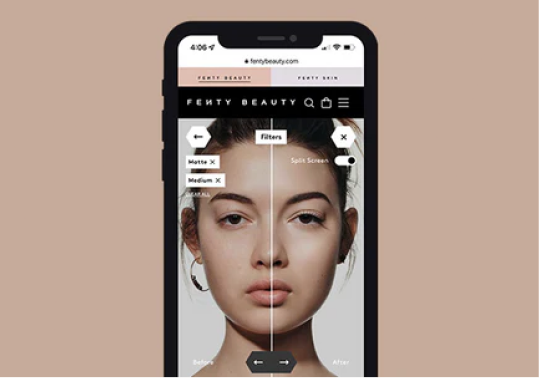 4:06
fentybeauty.com
FENTY BEAUTY FENTY SKIN
FENTY BEAUTY
Filters
Matte X
Split Screen
Medium X
CLEAR ALL
Before After